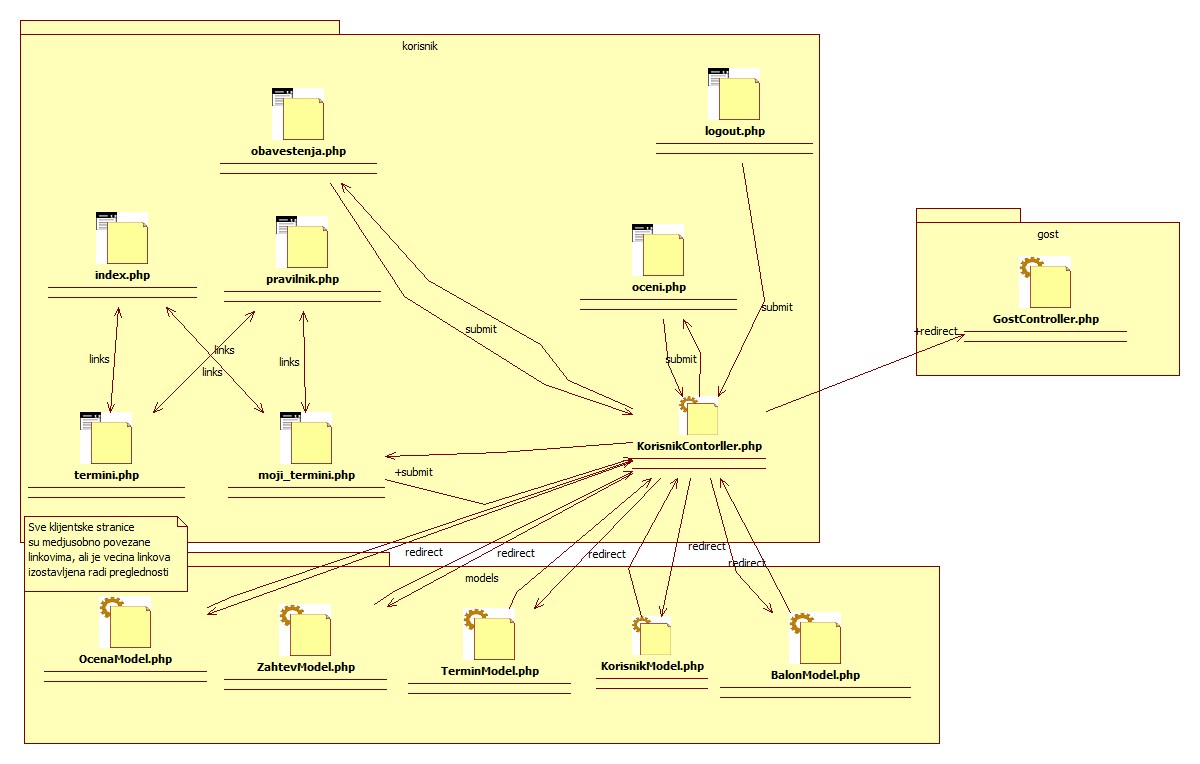 korisnik
logout.php
obavestenja.php
gost
index.php
pravilnik.php
oceni.php
GostController.php
submit
submit
+redirect
links
links
links
links
submit
KorisnikContorller.php
termini.php
moji_termini.php
+submit
Sve klijentske stranice
su medjusobno povezane
linkovima, ali je vecina linkova
izostavljena radi preglednosti
redirect
redirect
redirect
redirect
redirect
models
OcenaModel.php
ZahtevModel.php
TerminModel.php
KorisnikModel.php
BalonModel.php